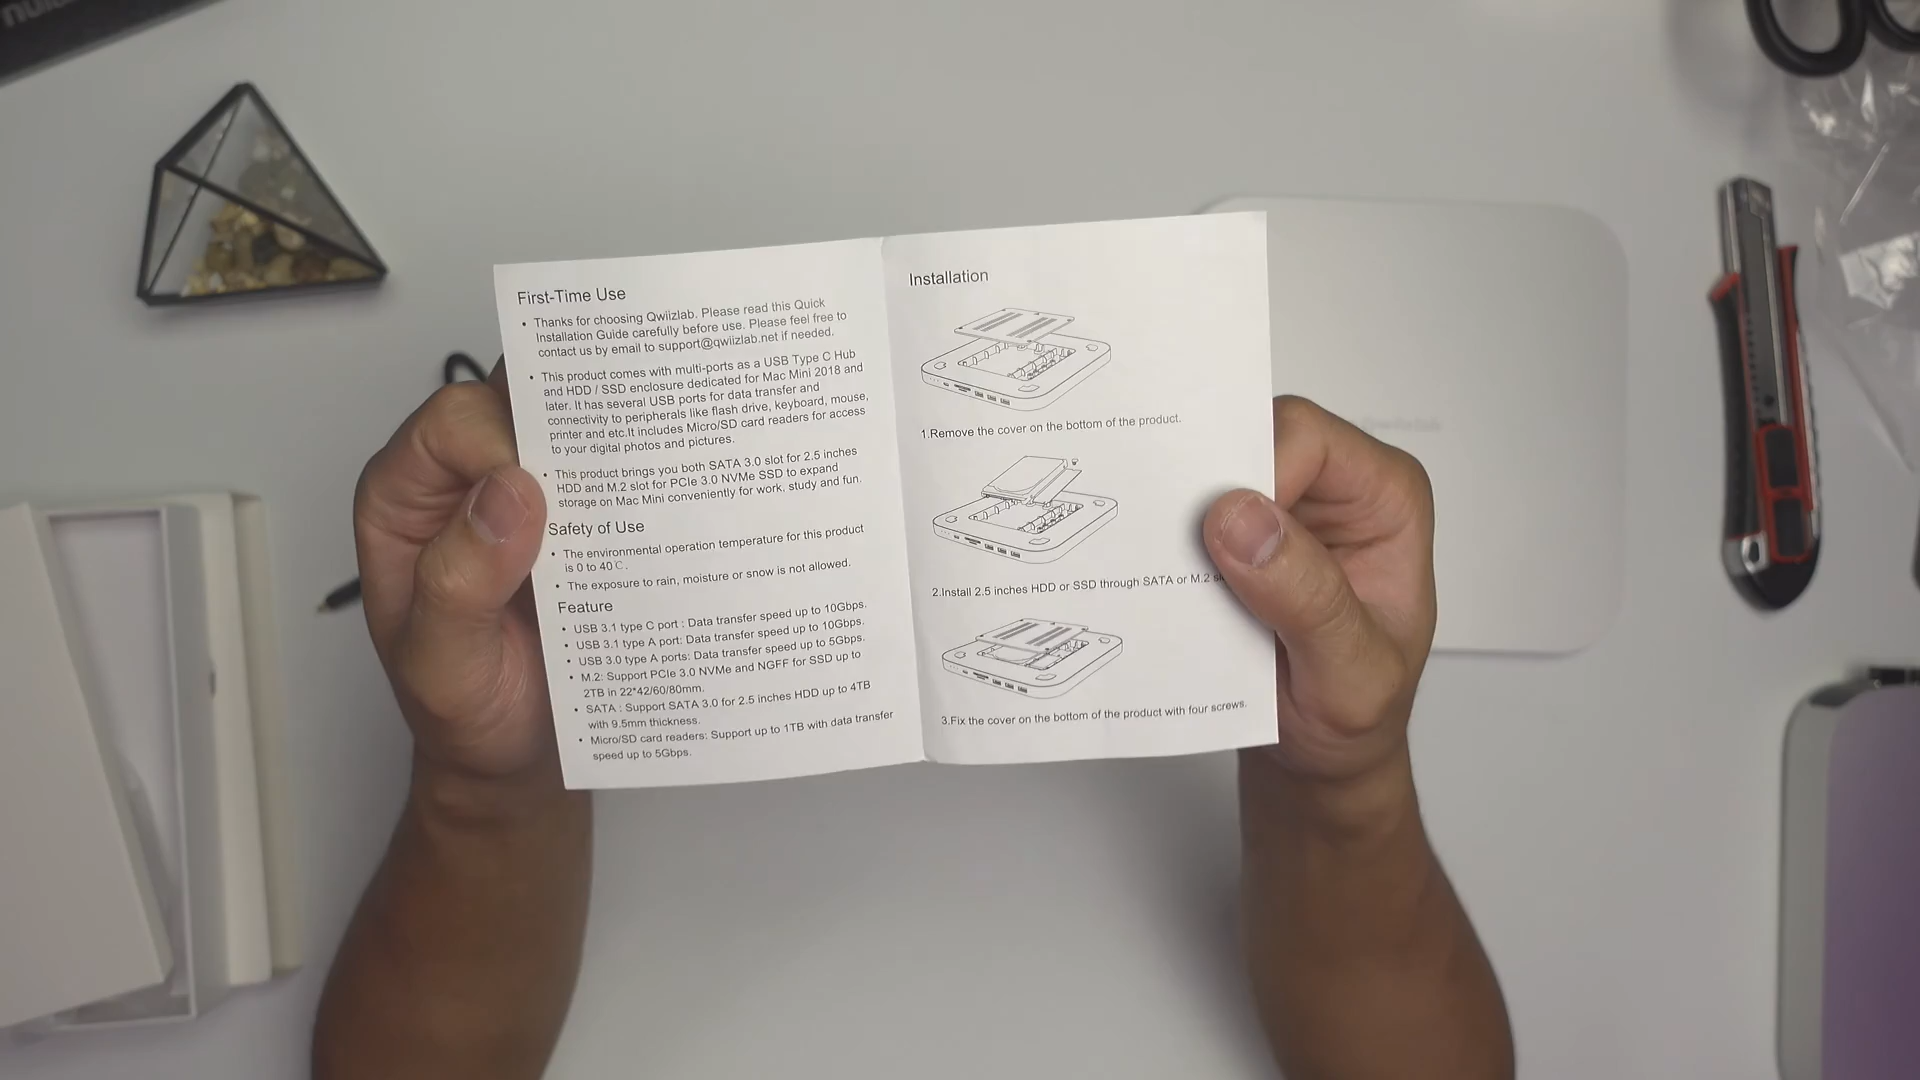 First-Time Use
• Thanks for choosing Qwiizlab. Please read this Quick
Installation Guide carefully before use. Please feel free to
contact us by email to support@qwiizlab.net if needed.
• This product comes with multi-ports as a USB Type C Hub
and HDD / SSD enclosure dedicated for Mac Mini 2018 and
later. It has several USB ports for data transfer and
connectivity to peripherals like flash drive, keyboard, mouse,
printer and etc.It includes Micro/SD card readers for access
to your digital photos and pictures.
• This product brings you both SATA 3.0 slot for 2.5 inches
HDD and M.2 slot for PCIe 3.0 NVMe SSD to expand
storage on Mac Mini conveniently for work, study and fun.
Safety of Use
• The environmental operation temperature for this product
is 0 to 40℃.
• The exposure to rain, moisture or snow is not allowed.
Feature
• USB 3.1 type C port : Data transfer speed up to 10Gbps.
• USB 3.1 type A port: Data transfer speed up to 10Gbps.
• USB 3.0 type A ports: Data transfer speed up to 5Gbps.
• M.2: Support PCIe 3.0 NVMe and NGFF for SSD up to
2TB in 22*42/60/80mm.
• SATA : Support SATA 3.0 for 2.5 inches HDD up to 4TB
with 9.5mm thickness.
• Micro/SD card readers: Support up to 1TB with data transfer
speed up to 5Gbps.
Installation
1.Remove the cover on the bottom of the product.
2.Install 2.5 inches HDD or SSD through SATA or M.2
3.Fix the cover on the bottom of the product with four screws.